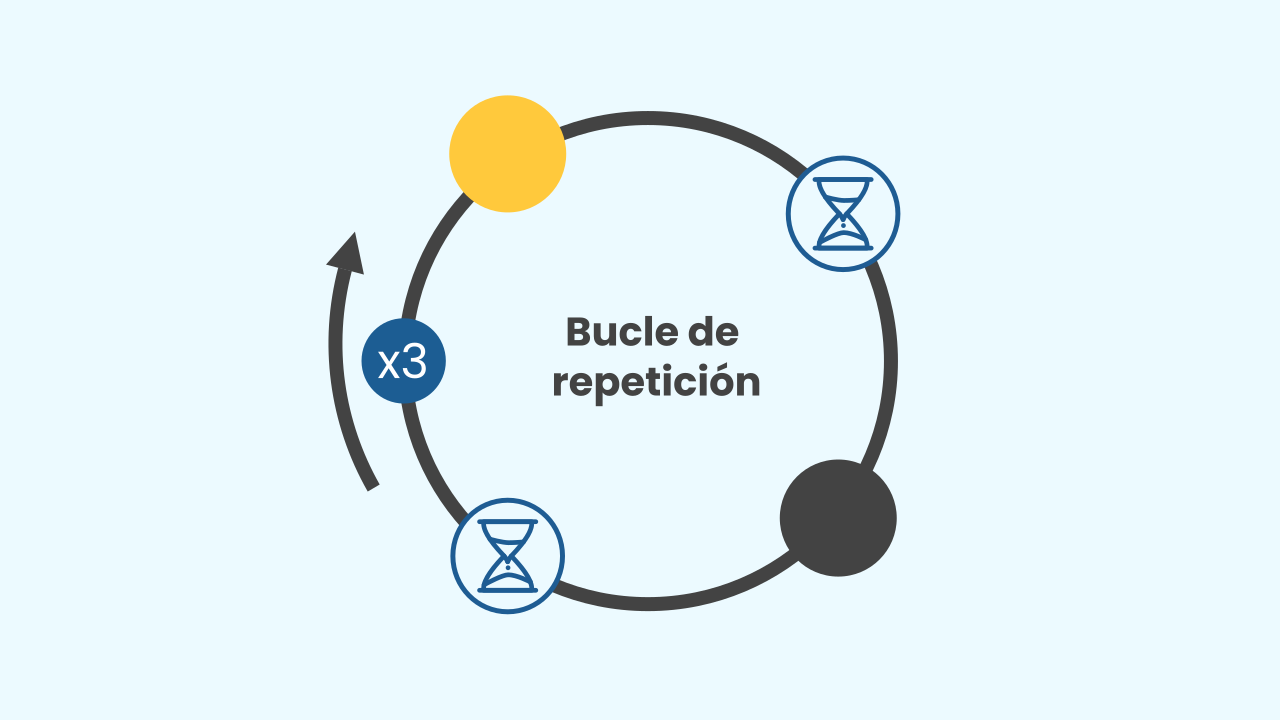 Bucle de
repetición
x3